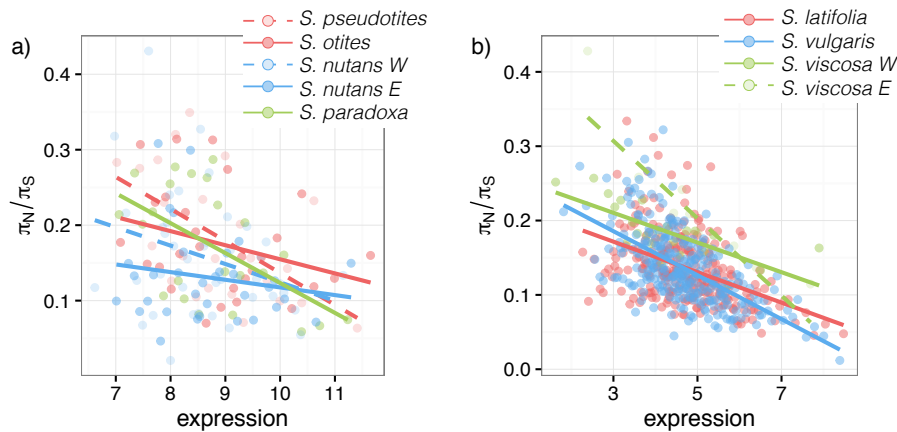 a)
S. pseudotites
S. otites
S. nutans W
S. nutans E
S. paradoxa
πN/πS
0.4
0.3
0.2
0.1
7 8 9 10 11
expression
b)
S. latifolia
S. vulgaris
S. viscosa W
S. viscosa E
πN/πS
0.4
0.3
0.2
0.1
0.0
3 5 7
expression